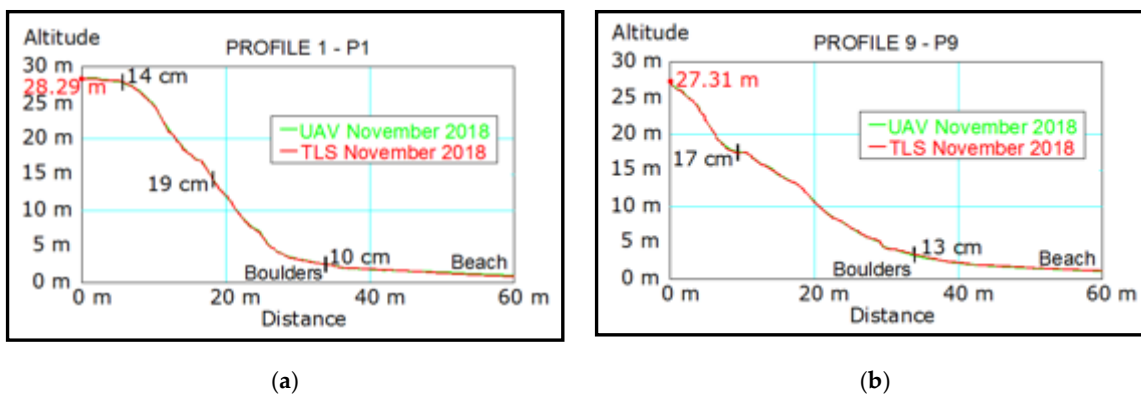 Altitude
PROFILE 1 - P1
30 m
28.29 m
14 cm
25 m
20 m
UAV November 2018
TLS November 2018
15 m
19 cm
10 m
5 m
10 cm
Boulders
Beach
0 m
0 m 20 m 40 m 60 m
Distance
(a)
Altitude
PROFILE 9 - P9
30 m
27.31 m
25 m
20 m
UAV November 2018
TLS November 2018
17 cm
15 m
10 m
5 m
13 cm
Boulders
Beach
0 m
0 m 20 m 40 m 60 m
Distance
(b)